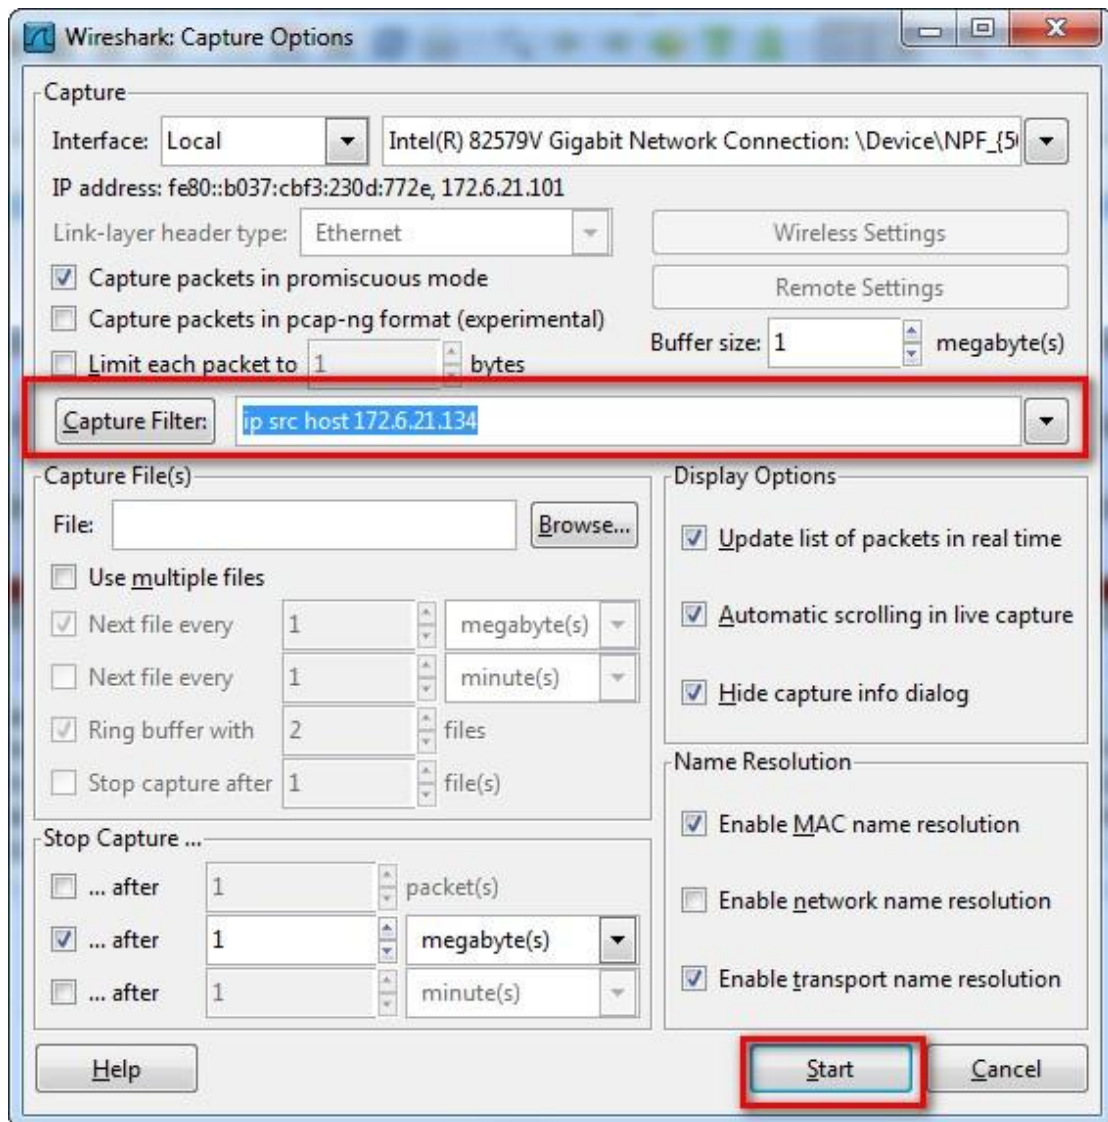 Wireshark: Capture Options
Capture
Interface: Local Intel(R) 82579V Gigabit Network Connection: \Device\NPF_{5
IP address: fe80::b037:cbf3:230d:772e, 172.6.21.101
Link-layer header type: Ethernet
Wireless Settings
Capture packets in promiscuous mode
Remote Settings
Capture packets in pcap-ng format (experimental)
Buffer size: 1 megabyte(s)
Limit each packet to 1 bytes
Capture Filter: ip src host 172.6.21.134
Capture File(s)
File: Browse...
Use multiple files
Next file every 1 megabyte(s)
Next file every 1 minute(s)
Ring buffer with 2 files
Stop capture after 1 file(s)
Stop Capture ...
... after 1 packet(s)
... after 1 megabyte(s)
... after 1 minute(s)
Display Options
Update list of packets in real time
Automatic scrolling in live capture
Hide capture info dialog
Name Resolution
Enable MAC name resolution
Enable network name resolution
Enable transport name resolution
Help Start Cancel